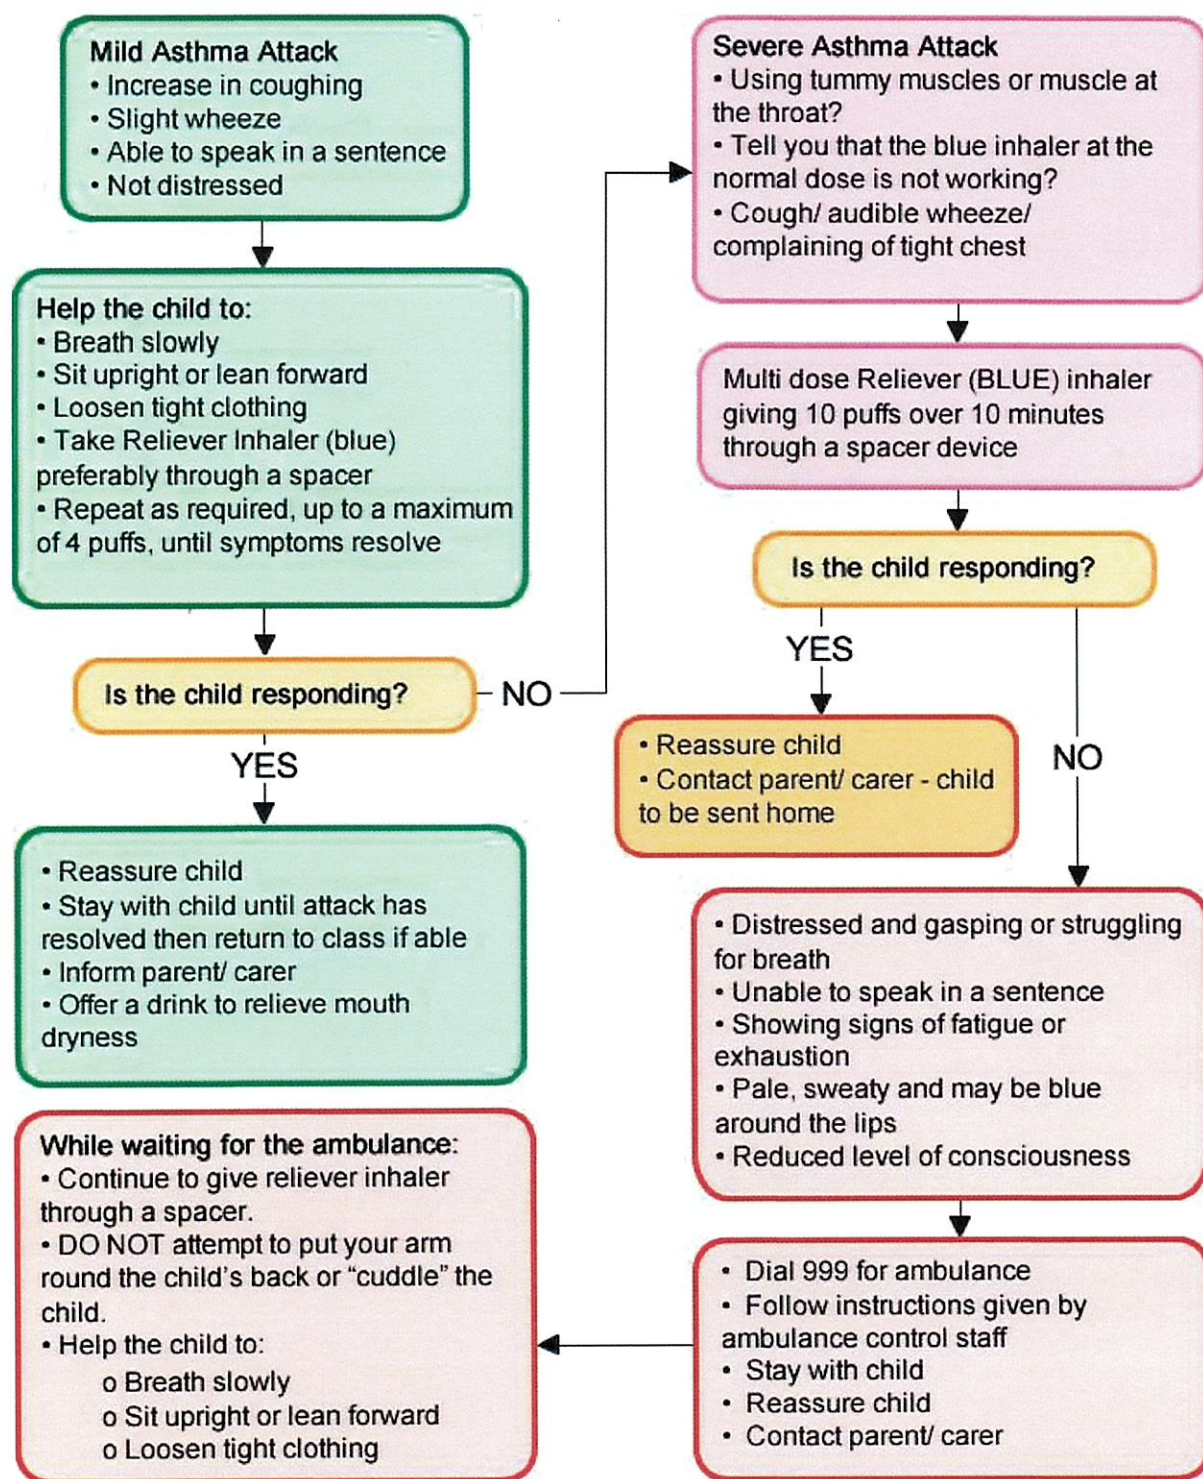 Mild Asthma Attack
• Increase in coughing
• Slight wheeze
• Able to speak in a sentence
• Not distressed
Help the child to:
• Breath slowly
• Sit upright or lean forward
• Loosen tight clothing
• Take Reliever Inhaler (blue)
preferably through a spacer
• Repeat as required, up to a maximum
of 4 puffs, until symptoms resolve
Is the child responding?
NO
YES
• Reassure child
• Stay with child until attack has
resolved then return to class if able
• Inform parent/ carer
• Offer a drink to relieve mouth
dryness
Severe Asthma Attack
• Using tummy muscles or muscle at
the throat?
• Tell you that the blue inhaler at the
normal dose is not working?
• Cough/ audible wheeze/
complaining of tight chest
Multi dose Reliever (BLUE) inhaler
giving 10 puffs over 10 minutes
through a spacer device
Is the child responding?
YES
• Reassure child
• Contact parent/ carer - child
to be sent home
NO
• Distressed and gasping or struggling
for breath
• Unable to speak in a sentence
• Showing signs of fatigue or
exhaustion
• Pale, sweaty and may be blue
around the lips
• Reduced level of consciousness
• Dial 999 for ambulance
• Follow instructions given by
ambulance control staff
• Stay with child
• Reassure child
• Contact parent/ carer
While waiting for the ambulance:
• Continue to give reliever inhaler
through a spacer.
• DO NOT attempt to put your arm
round the child's back or "cuddle" the
child.
• Help the child to:
o Breath slowly
o Sit upright or lean forward
o Loosen tight clothing